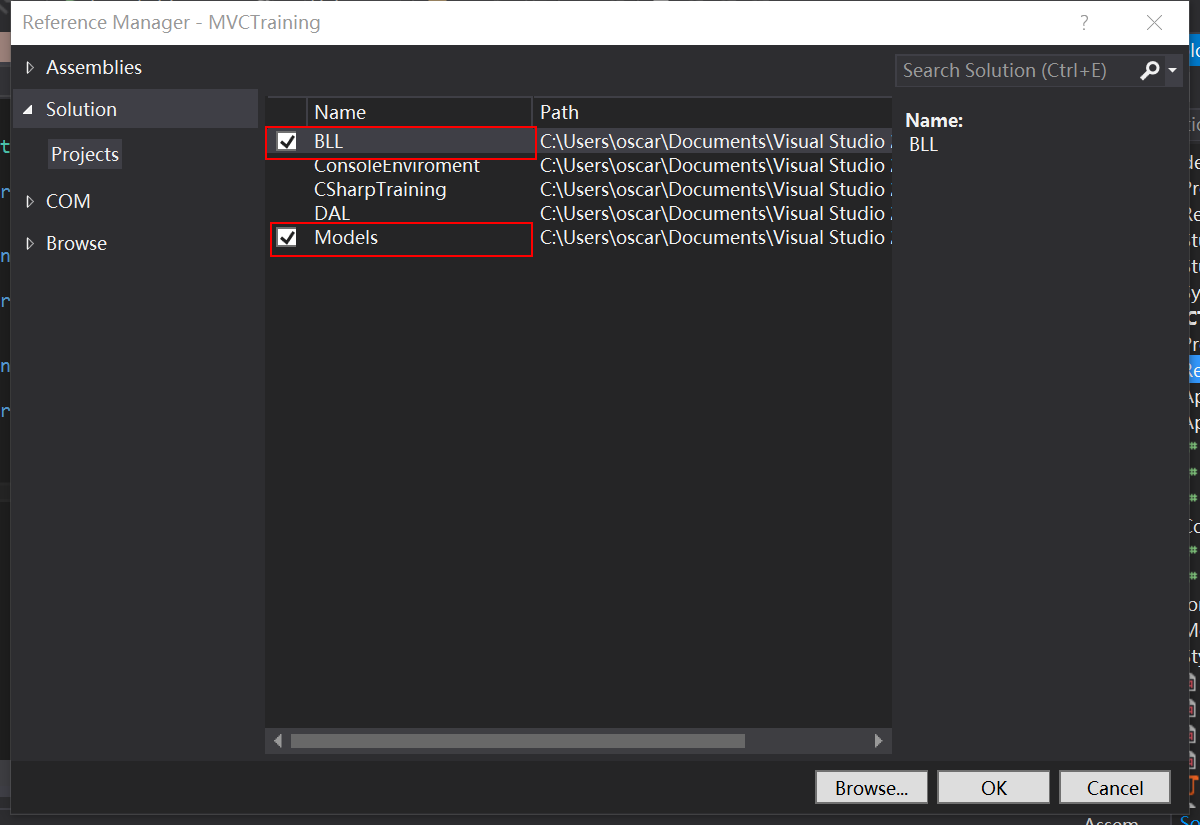 Reference Manager - MVCTraining
?
Assemblies
Solution
Projects
COM
Browse
Search Solution (Ctrl+E)
Name Path
BLL C:\Users\oscar\Documents\Visual Studio
ConsoleEnviroment C:\Users\oscar\Documents\Visual Studio
CSharpTraining C:\Users\oscar\Documents\Visual Studio
DAL C:\Users\oscar\Documents\Visual Studio
Models C:\Users\oscar\Documents\Visual Studio
Name:
BLL
Browse...
OK
Cancel